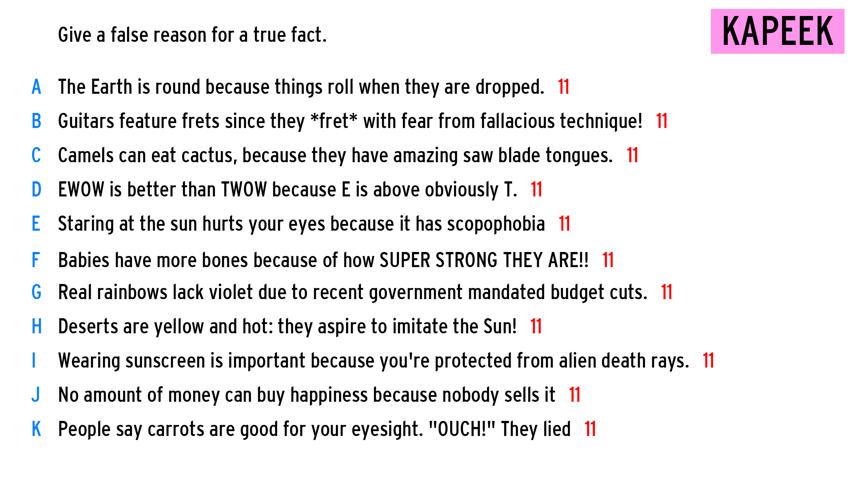 Give a false reason for a true fact.
KAPEEK
A The Earth is round because things roll when they are dropped. 11
B Guitars feature frets since they *fret* with fear from fallacious technique! 11
C Camels can eat cactus, because they have amazing saw blade tongues. 11
D EWOW is better than TWOW because E is above obviously T. 11
E Staring at the sun hurts your eyes because it has scopophobia 11
F Babies have more bones because of how SUPER STRONG THEY ARE!! 11
G Real rainbows lack violet due to recent government mandated budget cuts. 11
H Deserts are yellow and hot: they aspire to imitate the Sun! 11
I Wearing sunscreen is important because you're protected from alien death rays. 11
J No amount of money can buy happiness because nobody sells it 11
K People say carrots are good for your eyesight. "OUCH!" They lied 11